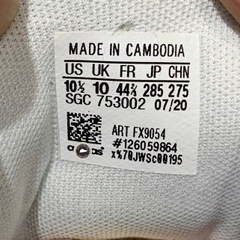 MADE IN CAMBODIA
US UK FR JP CHN
10½ 10 44⅔ 285 275
SGC 753002 07/20
ART FX9054
#126059864
x%70JWSc00195